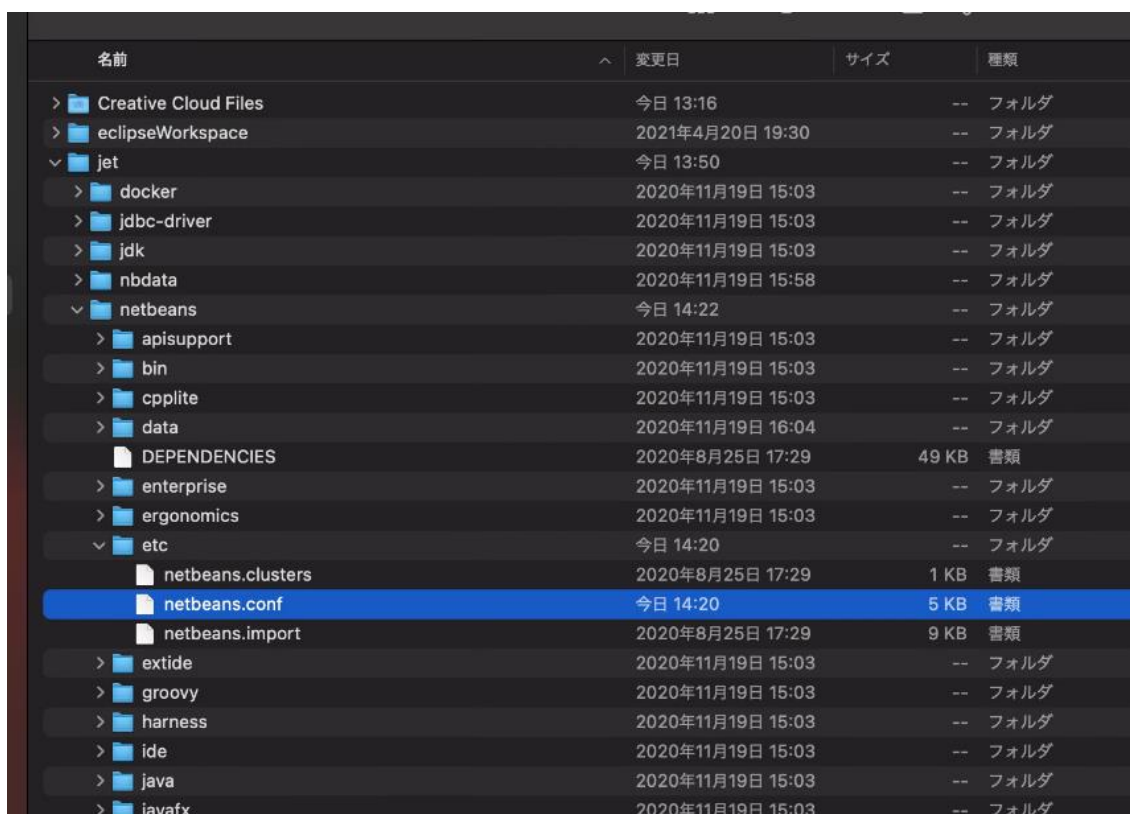 名前 変更日 サイズ 種類
Creative Cloud Files 今日 13:16 -- フォルダ
eclipseWorkspace 2021年4月20日 19:30 -- フォルダ
jet 今日 13:50 -- フォルダ
docker 2020年11月19日 15:03 -- フォルダ
jdbc-driver 2020年11月19日 15:03 -- フォルダ
jdk 2020年11月19日 15:03 -- フォルダ
nbdata 2020年11月19日 15:58 -- フォルダ
netbeans 今日 14:22 -- フォルダ
apisupport 2020年11月19日 15:03 -- フォルダ
bin 2020年11月19日 15:03 -- フォルダ
cpplite 2020年11月19日 15:03 -- フォルダ
data 2020年11月19日 16:04 -- フォルダ
DEPENDENCIES 2020年8月25日 17:29 49 KB 書類
enterprise 2020年11月19日 15:03 -- フォルダ
ergonomics 2020年11月19日 15:03 -- フォルダ
etc 今日 14:20 -- フォルダ
netbeans.clusters 2020年8月25日 17:29 1 KB 書類
netbeans.conf 今日 14:20 5 KB 書類
netbeans.import 2020年8月25日 17:29 9 KB 書類
extide 2020年11月19日 15:03 -- フォルダ
groovy 2020年11月19日 15:03 -- フォルダ
harness 2020年11月19日 15:03 -- フォルダ
ide 2020年11月19日 15:03 -- フォルダ
java 2020年11月19日 15:03 -- フォルダ
javafx 2020年11月19日 15:03 -- フォルダ